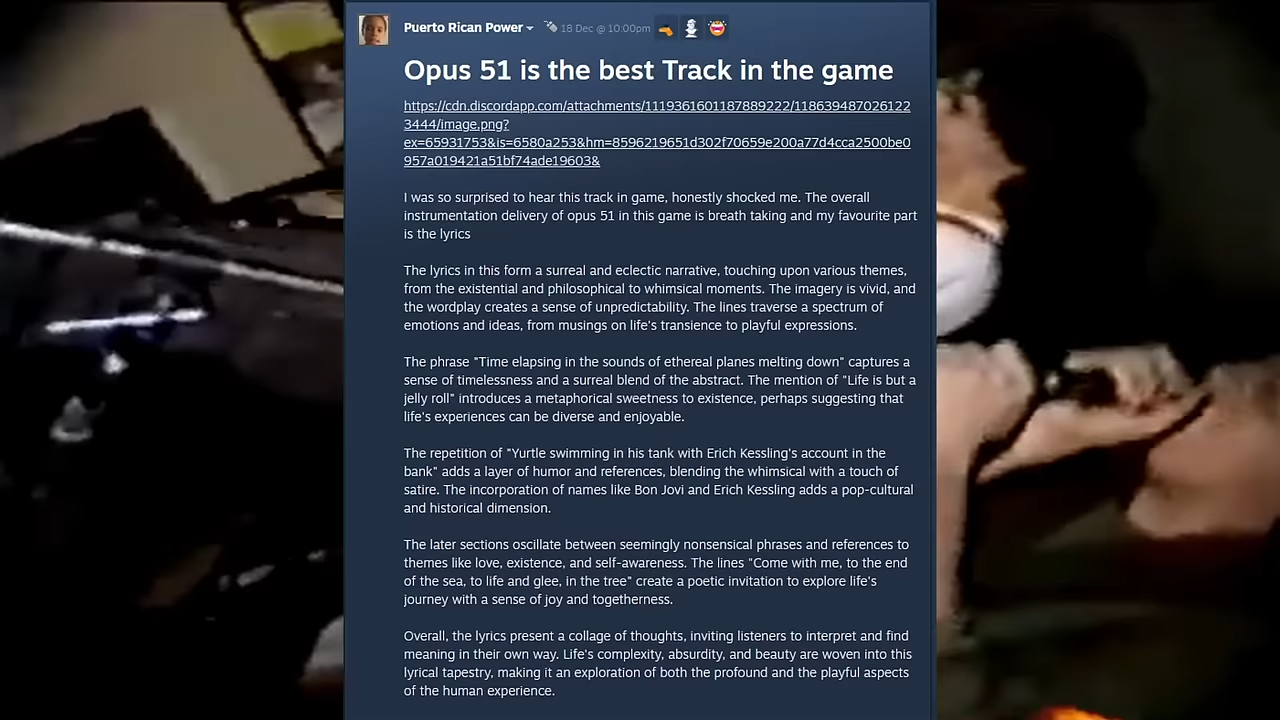 Puerto Rican Power 18 Dec @ 10:00pm
Opus 51 is the best Track in the game
https://cdn.discordapp.com/attachments/1119361601187889222/118639487026122
3444/image.png?
ex=65931753&is=6580a253&hm=8596219651d302f70659e200a77d4cca2500be0
957a019421a51bf74ade19603&
I was so surprised to hear this track in game, honestly shocked me. The overall
instrumentation delivery of opus 51 in this game is breath taking and my favourite part
is the lyrics
The lyrics in this form a surreal and eclectic narrative, touching upon various themes,
from the existential and philosophical to whimsical moments. The imagery is vivid, and
the wordplay creates a sense of unpredictability. The lines traverse a spectrum of
emotions and ideas, from musings on life's transience to playful expressions.
The phrase "Time elapsing in the sounds of ethereal planes melting down" captures a
sense of timelessness and a surreal blend of the abstract. The mention of "Life is but a
jelly roll" introduces a metaphorical sweetness to existence, perhaps suggesting that
life's experiences can be diverse and enjoyable.
The repetition of "Yurtle swimming in his tank with Erich Kessling's account in the
bank" adds a layer of humor and references, blending the whimsical with a touch of
satire. The incorporation of names like Bon Jovi and Erich Kessling adds a pop-cultural
and historical dimension.
The later sections oscillate between seemingly nonsensical phrases and references to
themes like love, existence, and self-awareness. The lines "Come with me, to the end
of the sea, to life and glee, in the tree" create a poetic invitation to explore life's
journey with a sense of joy and togetherness.
Overall, the lyrics present a collage of thoughts, inviting listeners to interpret and find
meaning in their own way. Life's complexity, absurdity, and beauty are woven into this
lyrical tapestry, making it an exploration of both the profound and the playful aspects
of the human experience.